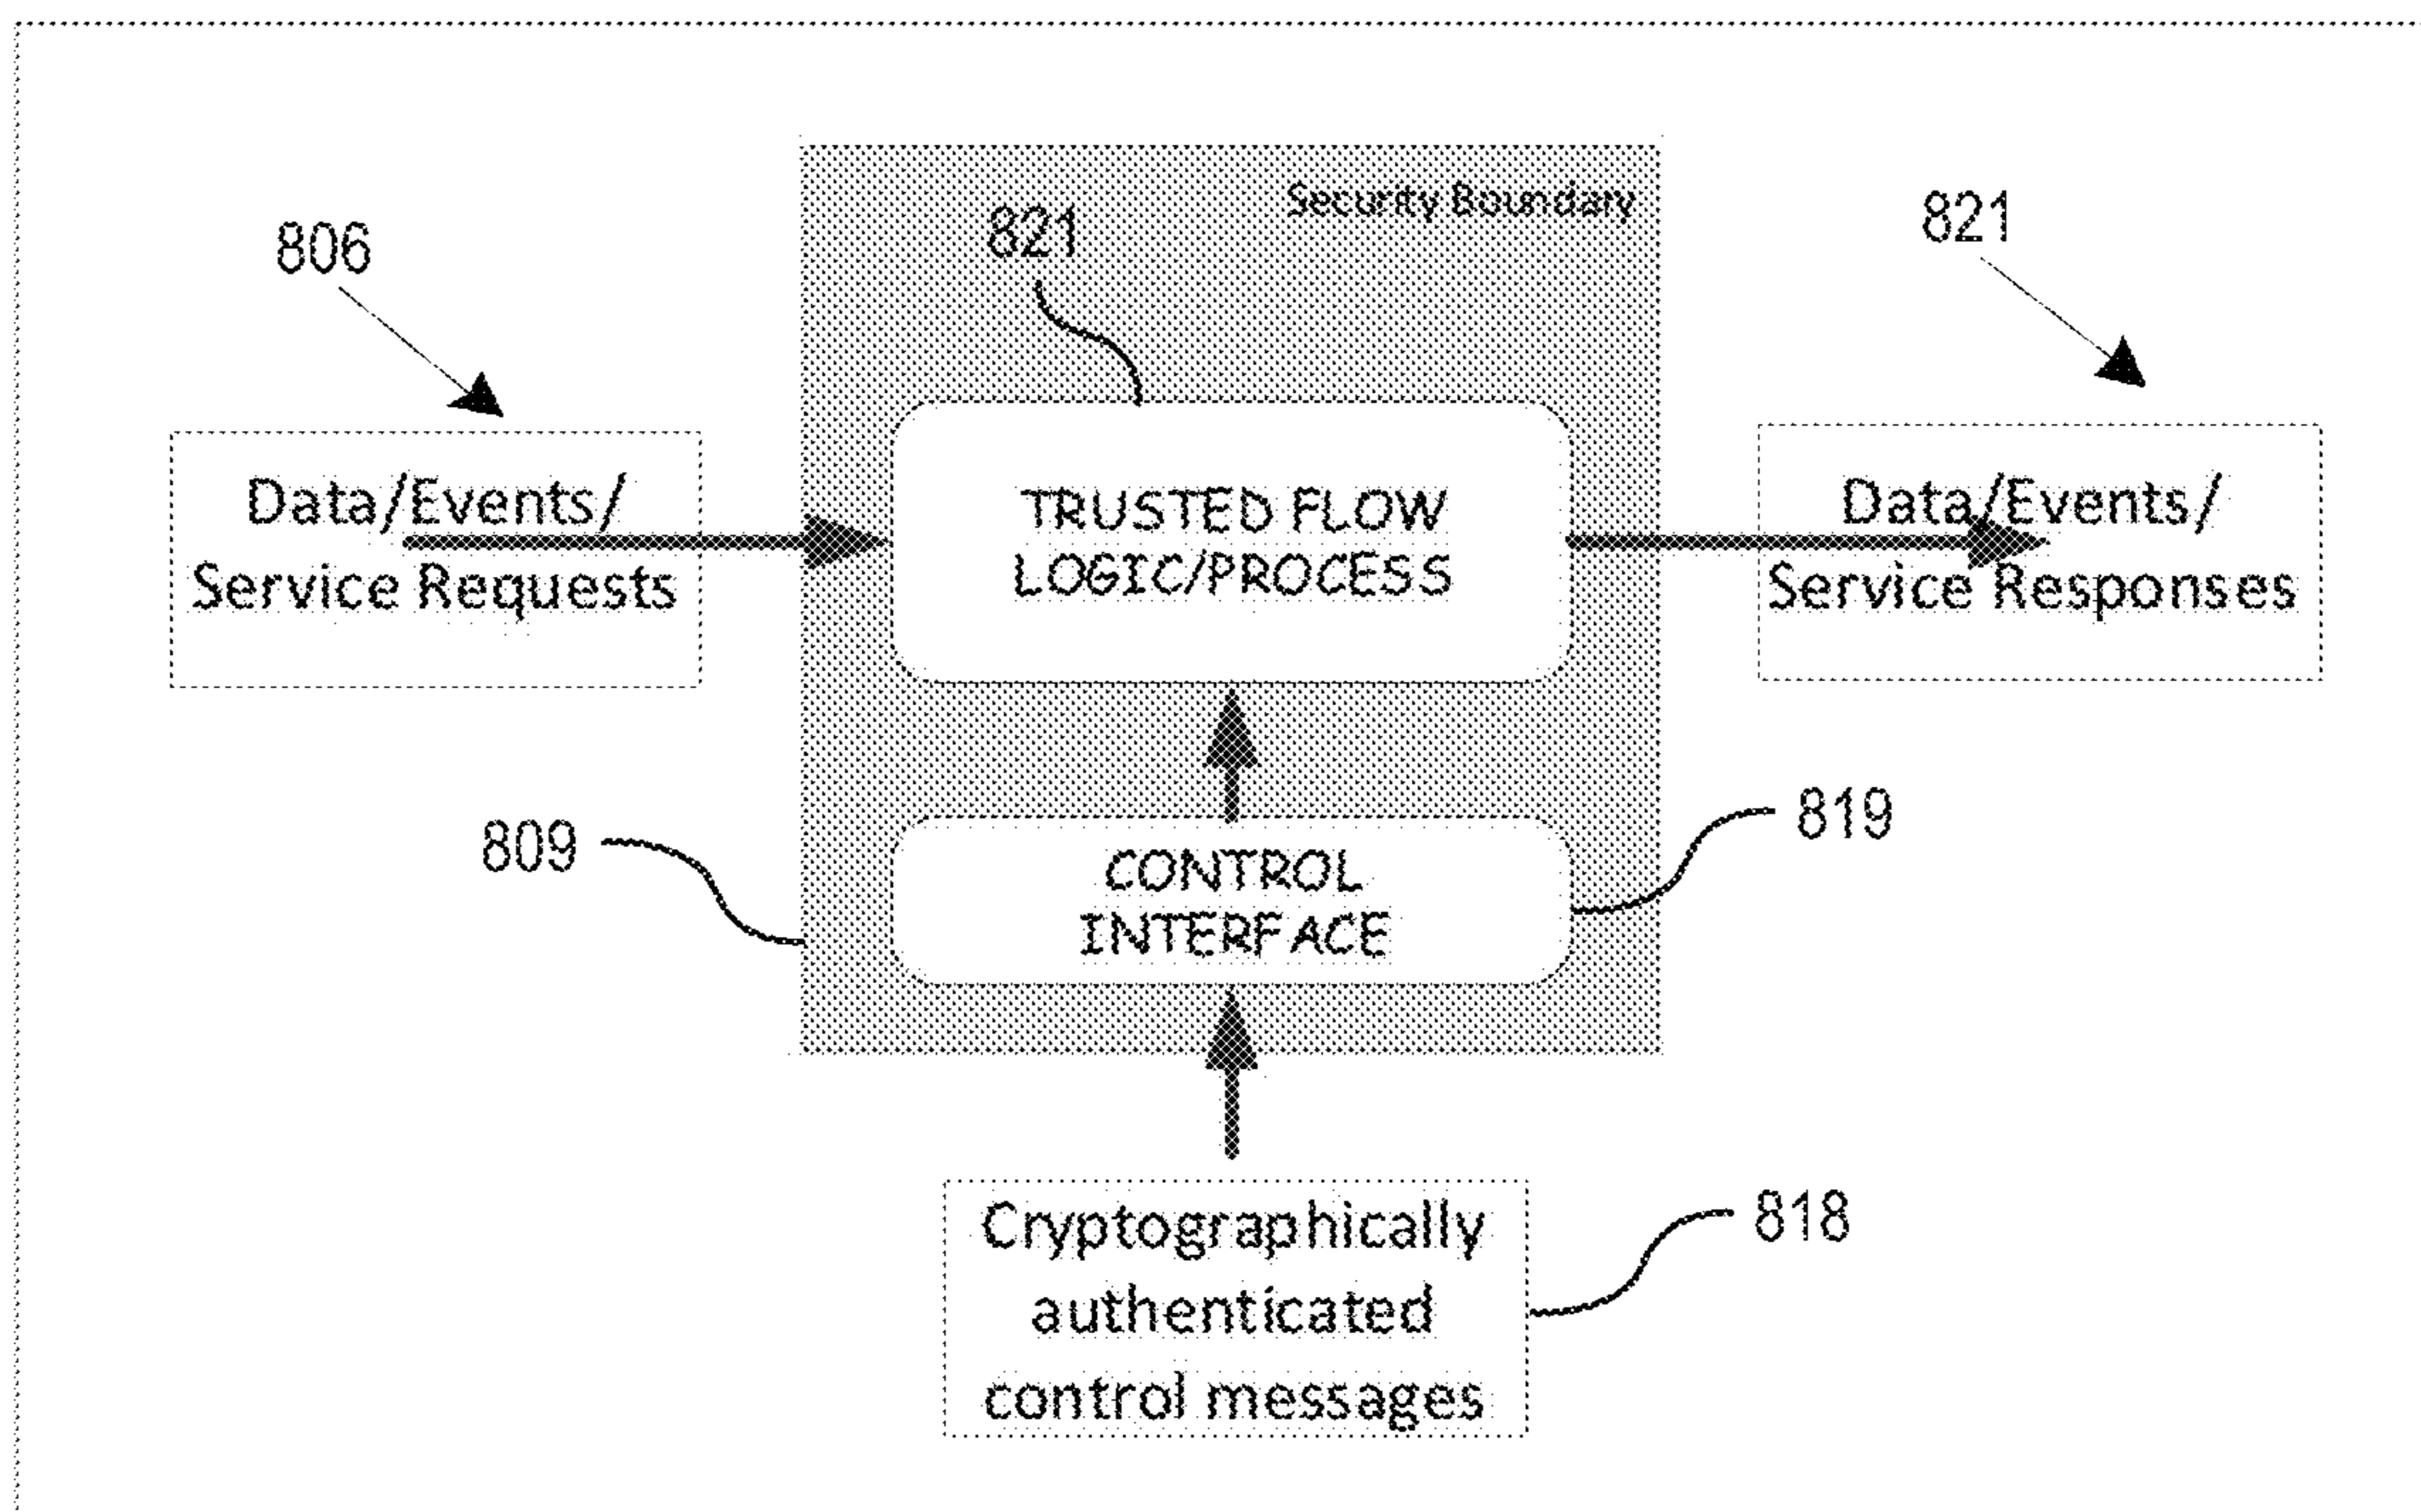 Security Boundary
806
821
821
Data/Events/
Service Requests
TRUSTED FLOW
LOGIC/PROCESS
Data/Events/
Service Responses
809
CONTROL
INTERFACE
819
Cryptographically
authenticated
control messages
818